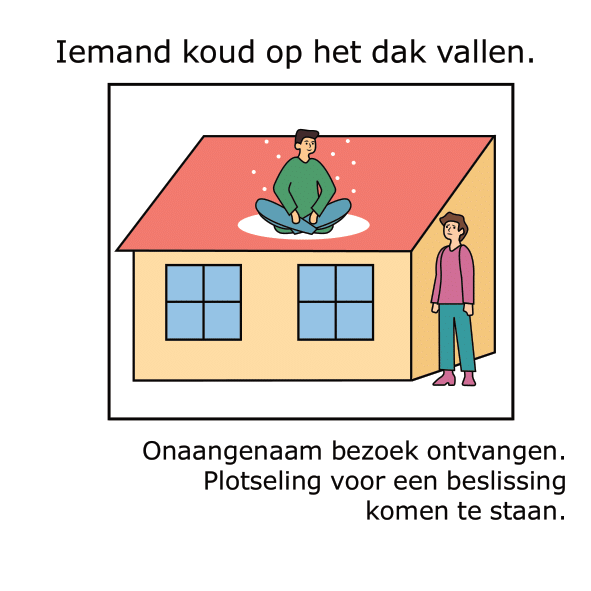 Iemand koud op het dak vallen.
Onaangenaam bezoek ontvangen.
Plotseling voor een beslissing
komen te staan.